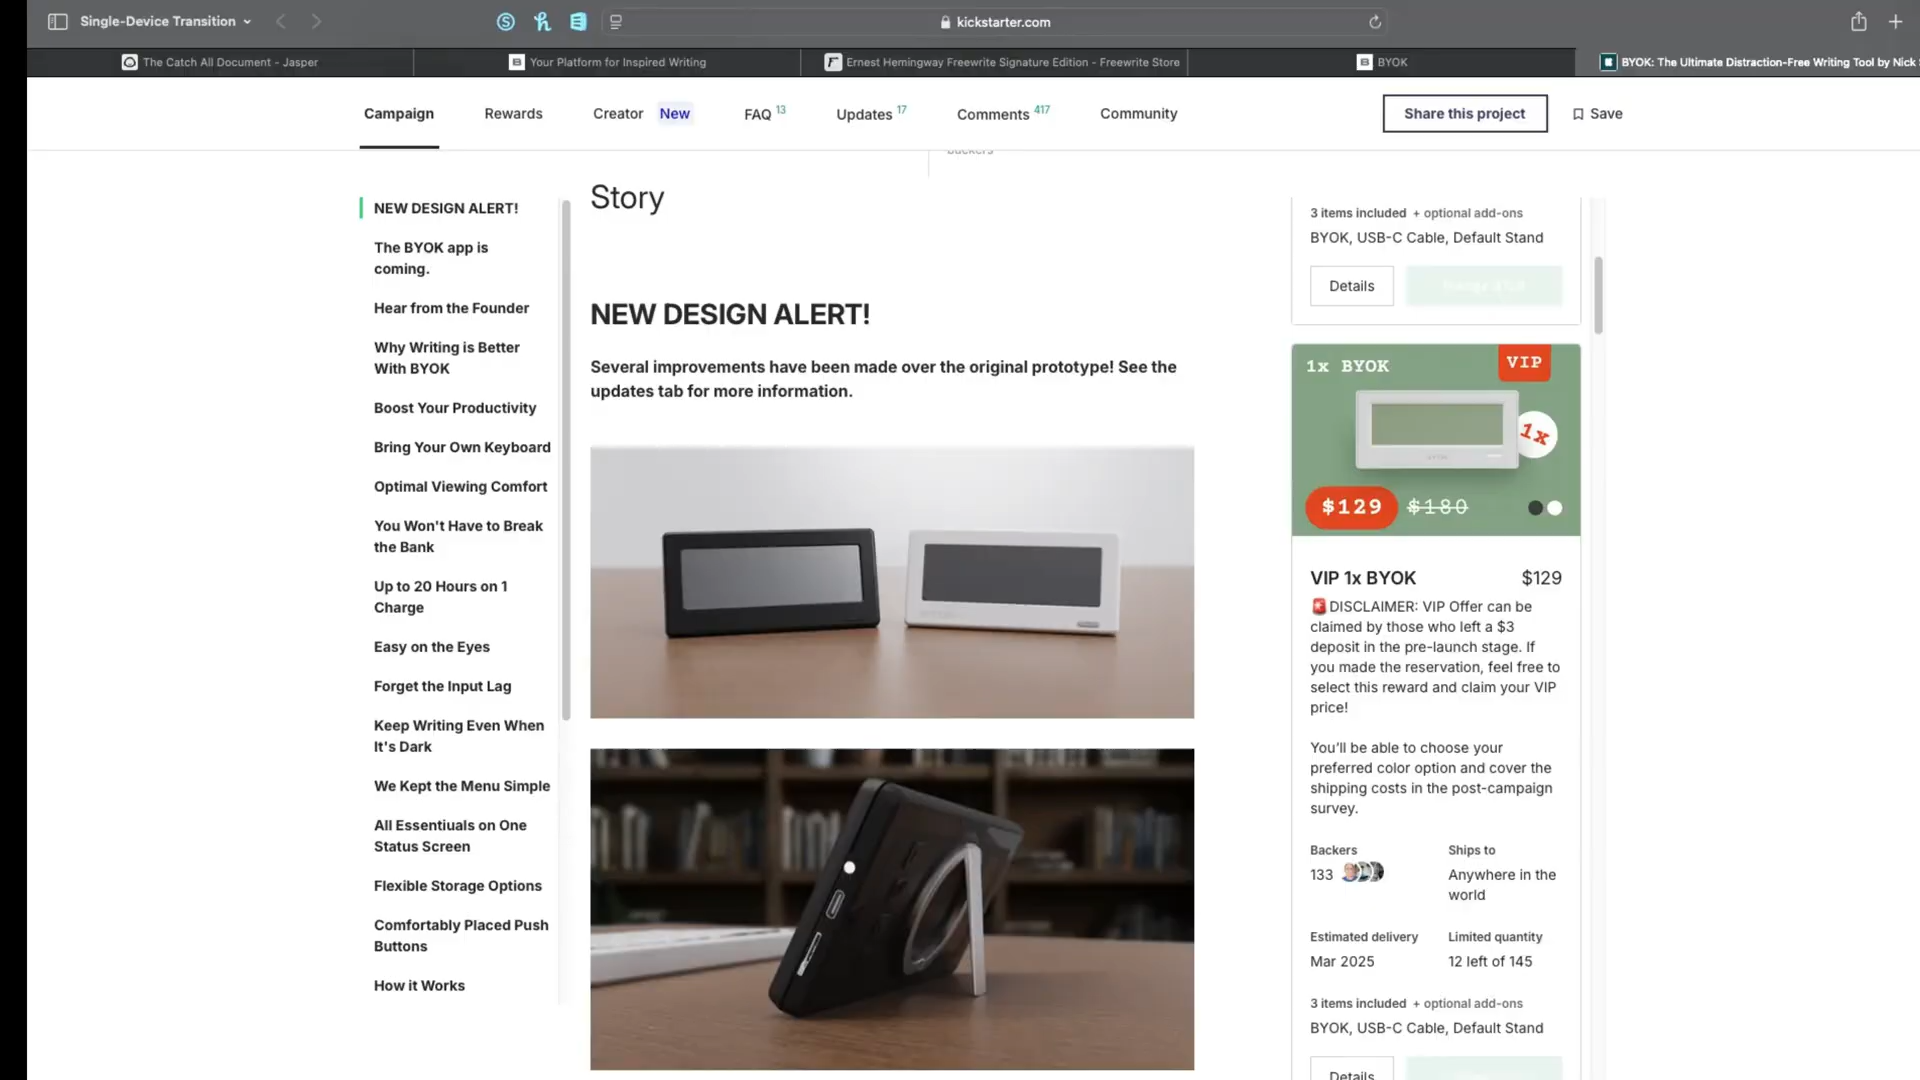 Single-Device Transition
kickstarter.com
The Catch All Document - Jasper
Your Platform for Inspired Writing
Ernest Hemingway Freewrite Signature Edition - Freewrite Store
BYOK
BYOK: The Ultimate Distraction-Free Writing Tool by Nick
Campaign
Rewards
Creator New
FAQ 13
Updates 17
Comments 417
Community
Share this project
Save
backers
Story
NEW DESIGN ALERT!
The BYOK app is
coming.
Hear from the Founder
Why Writing is Better
With BYOK
Boost Your Productivity
Bring Your Own Keyboard
Optimal Viewing Comfort
You Won't Have to Break
the Bank
Up to 20 Hours on 1
Charge
Easy on the Eyes
Forget the Input Lag
Keep Writing Even When
It's Dark
We Kept the Menu Simple
All Essentiuals on One
Status Screen
Flexible Storage Options
Comfortably Placed Push
Buttons
How it Works
NEW DESIGN ALERT!
Several improvements have been made over the original prototype! See the
updates tab for more information.
3 items included + optional add-ons
BYOK, USB-C Cable, Default Stand
Details
1x BYOK
VIP
1x
$129 $180
VIP 1x BYOK $129
DISCLAIMER: VIP Offer can be
claimed by those who left a $3
deposit in the pre-launch stage. If
you made the reservation, feel free to
select this reward and claim your VIP
price!
You'll be able to choose your
preferred color option and cover the
shipping costs in the post-campaign
survey.
Backers
133
Ships to
Anywhere in the
world
Estimated delivery
Mar 2025
Limited quantity
12 left of 145
3 items included + optional add-ons
BYOK, USB-C Cable, Default Stand
Details